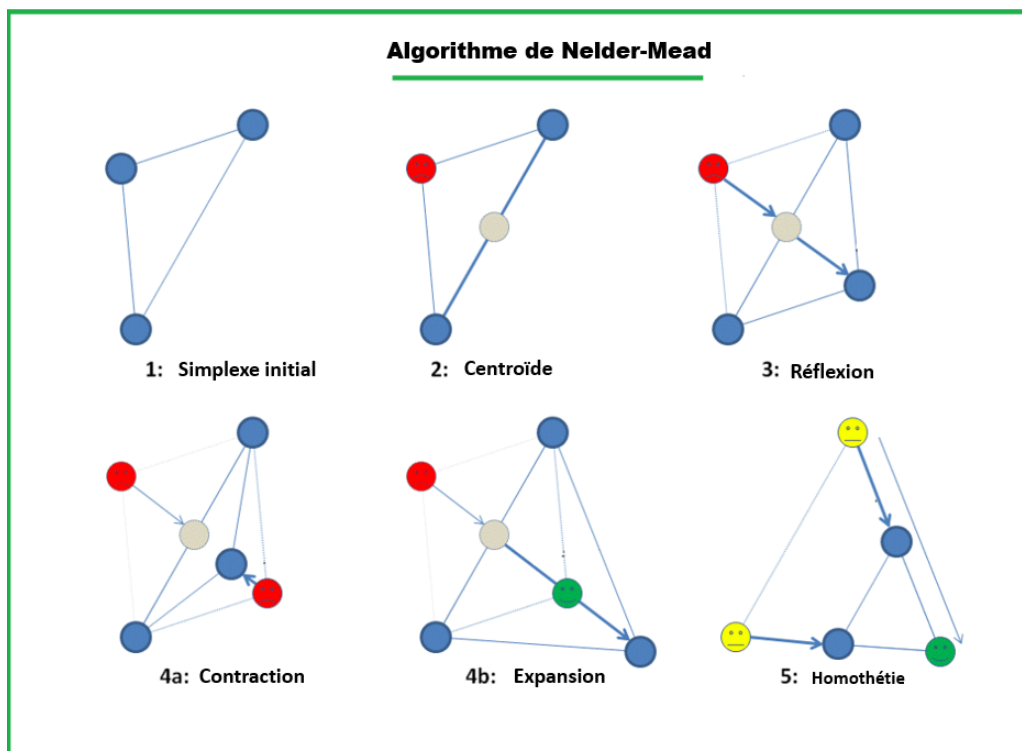 Algorithme de Nelder-Mead
1: Simplexe initial
2: Centroïde
3: Réflexion
4a: Contraction
4b: Expansion
5: Homothétie